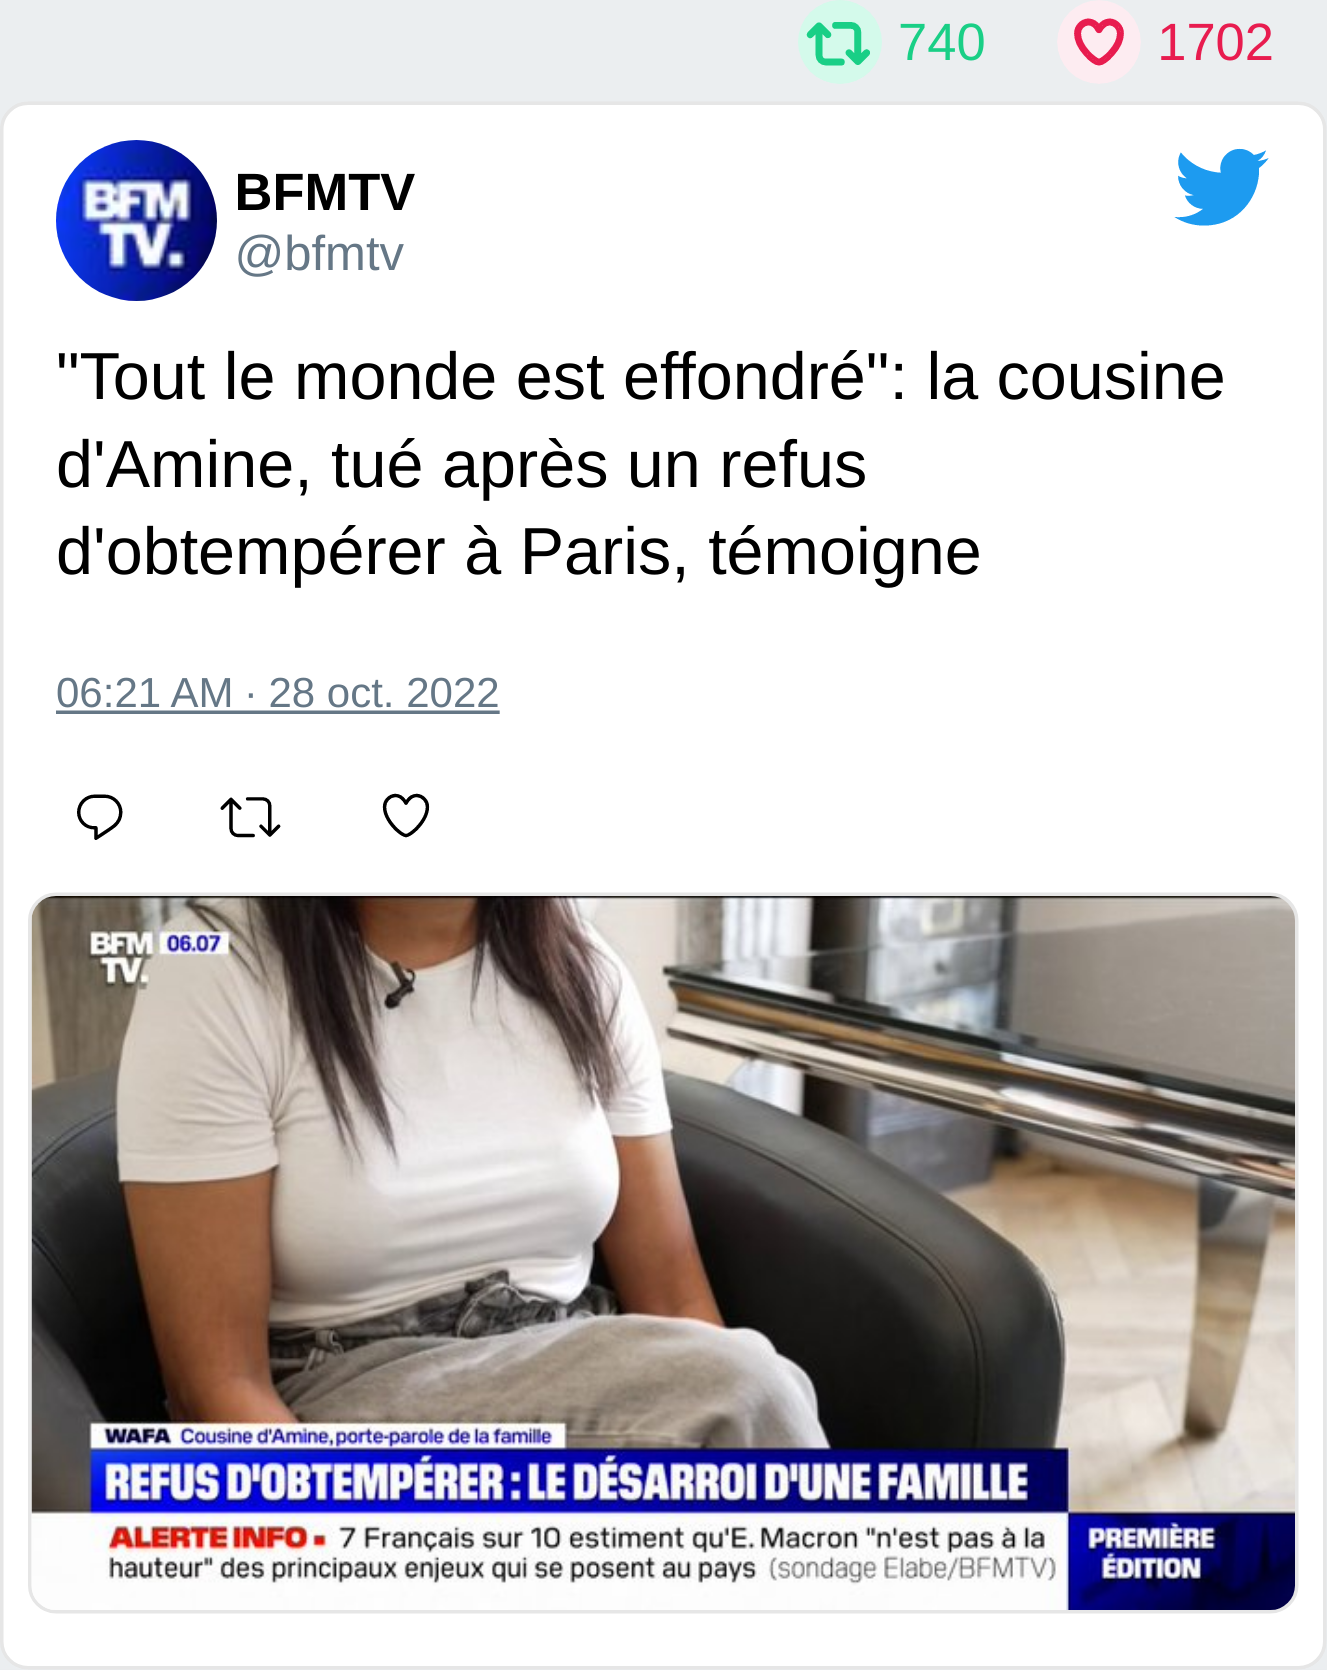 740 1702
BFM
TV.
BFMTV
@bfmtv
"Tout le monde est effondré": la cousine
d'Amine, tué après un refus
d'obtempérer à Paris, témoigne
06:21 AM · 28 oct. 2022
BFM 06.07
TV.
WAFA Cousine d'Amine, porte-parole de la famille
REFUS D'OBTEMPÉRER : LE DÉSARROI D'UNE FAMILLE
ALERTE INFO ▪ 7 Français sur 10 estiment qu'E. Macron "n'est pas à la
hauteur" des principaux enjeux qui se posent au pays (sondage Elabe/BFMTV)
PREMIÈRE
ÉDITION